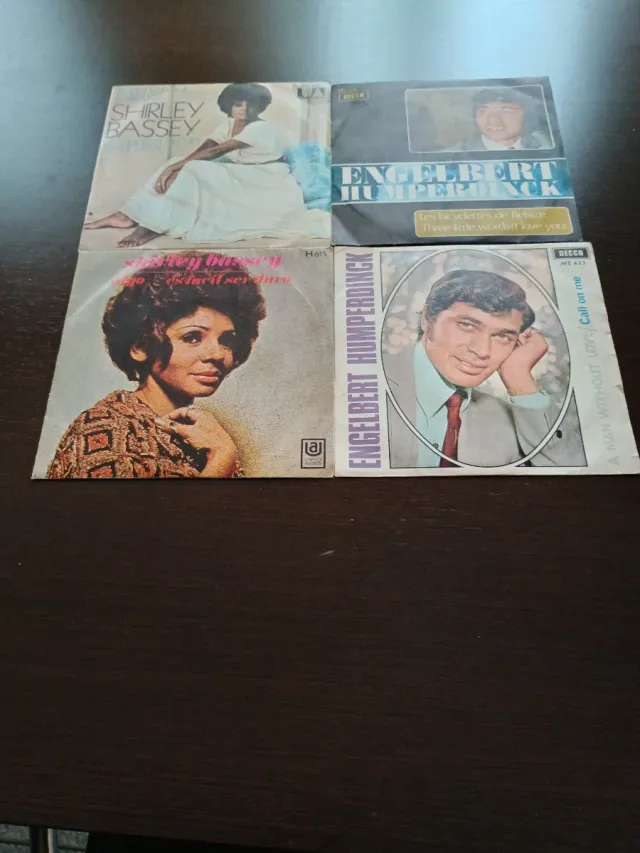 SHIRLEY
BASSEY
DECCA
ENGELBERT
HUMPERDINCK
Les bicyclettes de Belsize
Three little words (I love you)
shirley bassey
H 815
ENGELBERT HUMPERDINCK
DECCA
A MAN WITHOUT LOVE / Call on me